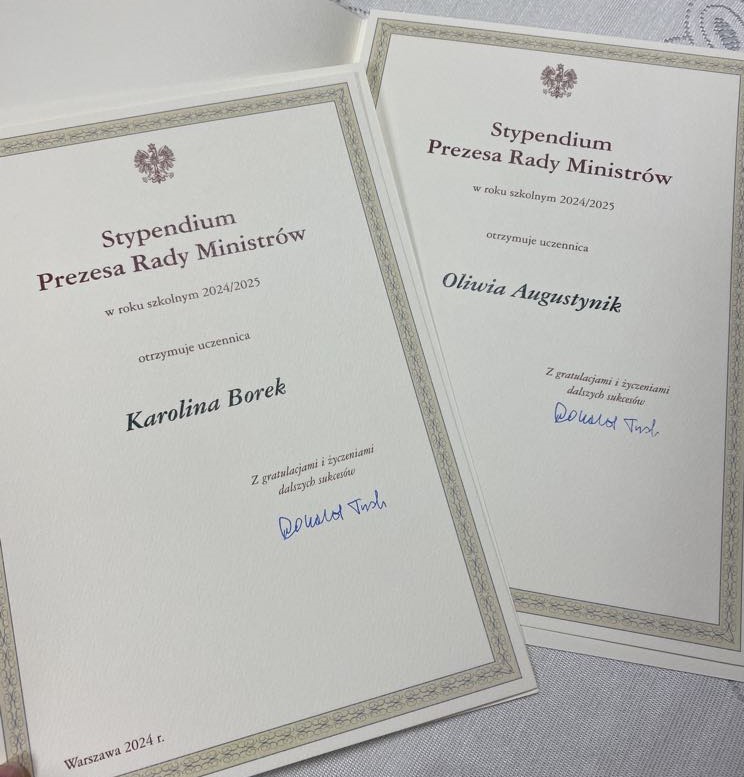 Stypendium
Prezesa Rady Ministrów
w roku szkolnym 2024/2025
otrzymuje uczennica
Karolina Borek
Z gratulacjami i życzeniami
dalszych sukcesów
Donald Tusk
Warszawa 2024 r.
Stypendium
Prezesa Rady Ministrów
w roku szkolnym 2024/2025
otrzymuje uczennica
Oliwia Augustynik
Z gratulacjami i życzeniami
dalszych sukcesów
Donald Tusk